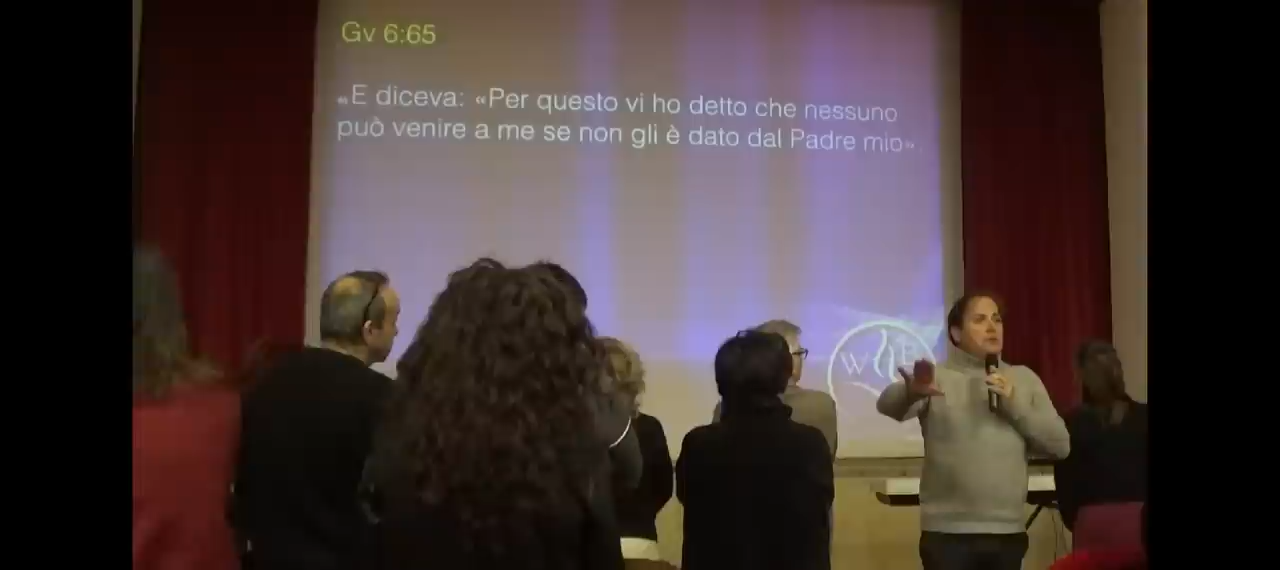 Gv 6:65
«E diceva: «Per questo vi ho detto che nessuno
può venire a me se non gli è dato dal Padre mio»
W E